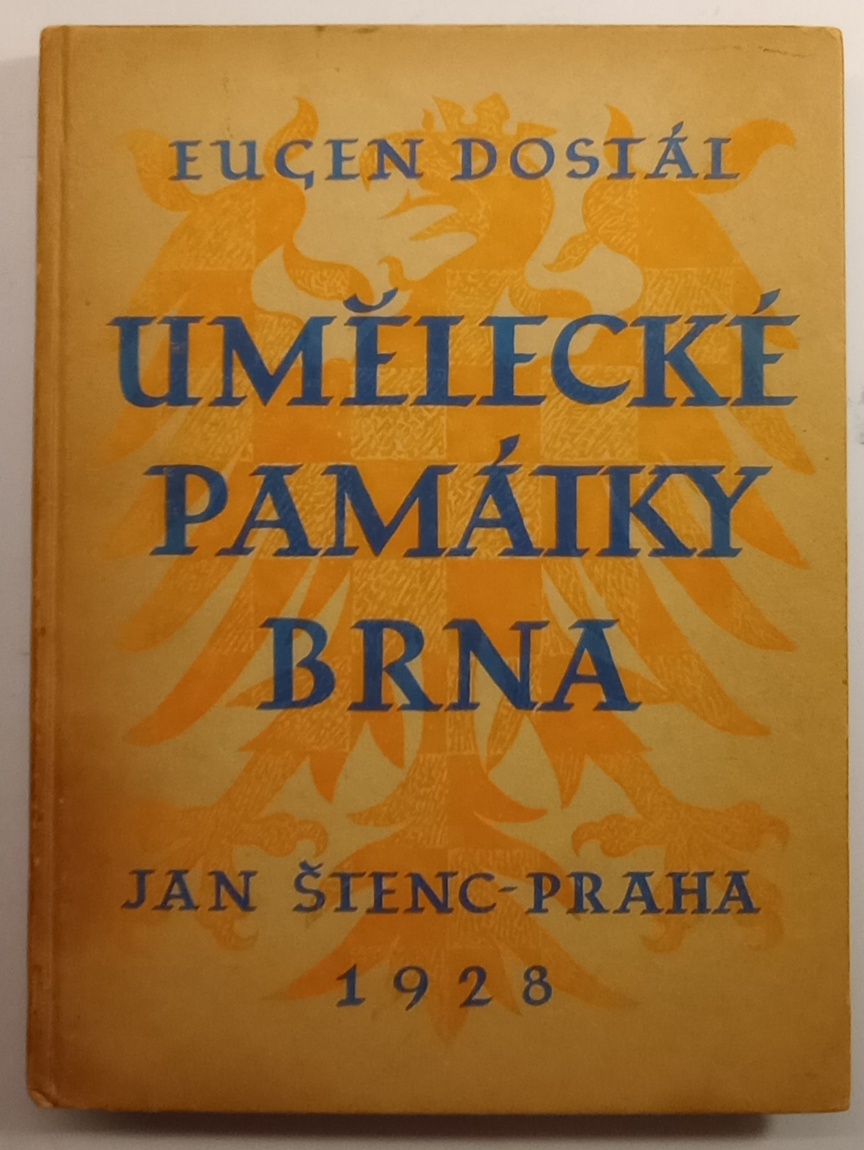 EUGEN DOSTÁL
UMĚLECKÉ
PAMÁTKY
BRNA
JAN ŠTENC-PRAHA
1928